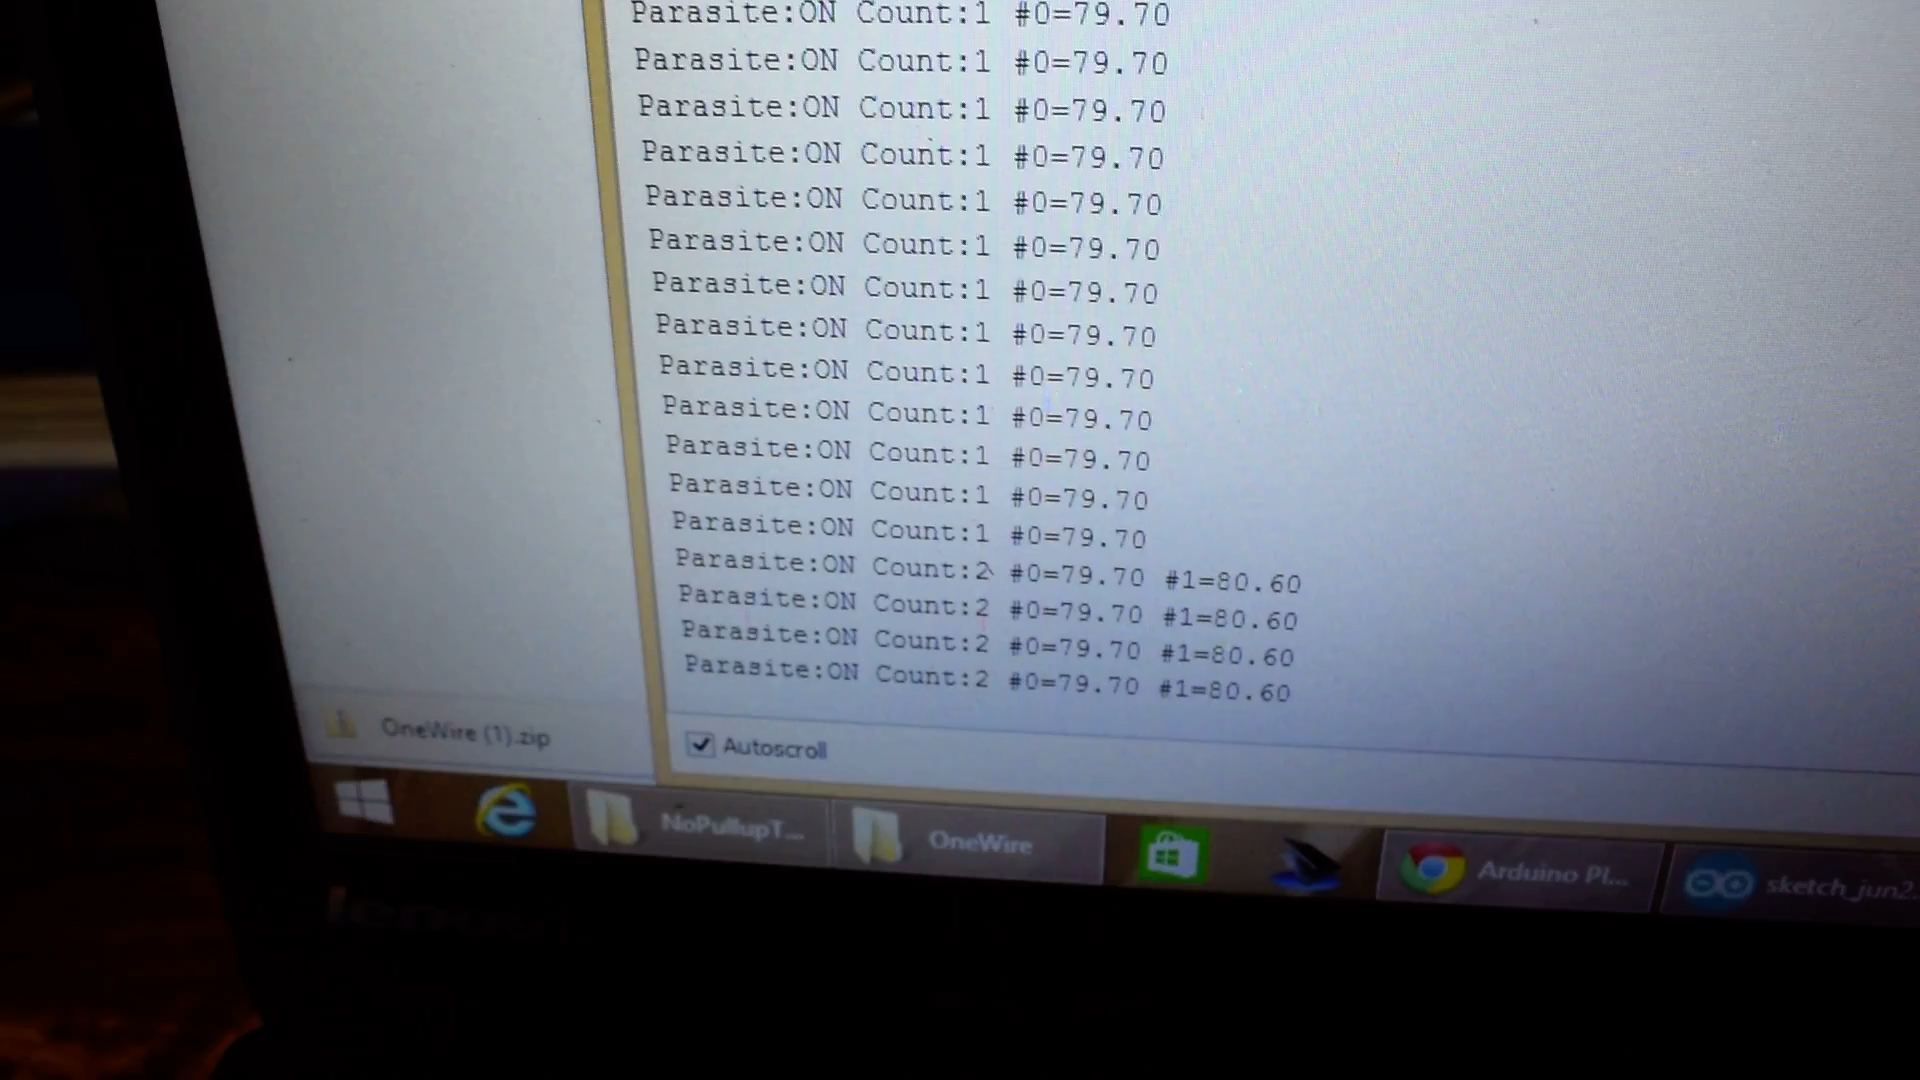 Parasite:ON Count:1 #0=79.70
Parasite:ON Count:1 #0=79.70
Parasite:ON Count:1 #0=79.70
Parasite:ON Count:1 #0=79.70
Parasite:ON Count:1 #0=79.70
Parasite:ON Count:1 #0=79.70
Parasite:ON Count:1 #0=79.70
Parasite:ON Count:1 #0=79.70
Parasite:ON Count:1 #0=79.70
Parasite:ON Count:1 #0=79.70
Parasite:ON Count:1 #0=79.70
Parasite:ON Count:1 #0=79.70
Parasite:ON Count:1 #0=79.70
Parasite:ON Count:2 #0=79.70 #1=80.60
Parasite:ON Count:2 #0=79.70 #1=80.60
Parasite:ON Count:2 #0=79.70 #1=80.60
Parasite:ON Count:2 #0=79.70 #1=80.60
OneWire (1).zip
Autoscroll
NoPullupT...
OneWire
Arduino Pl...
sketch_jun2.
lenovo